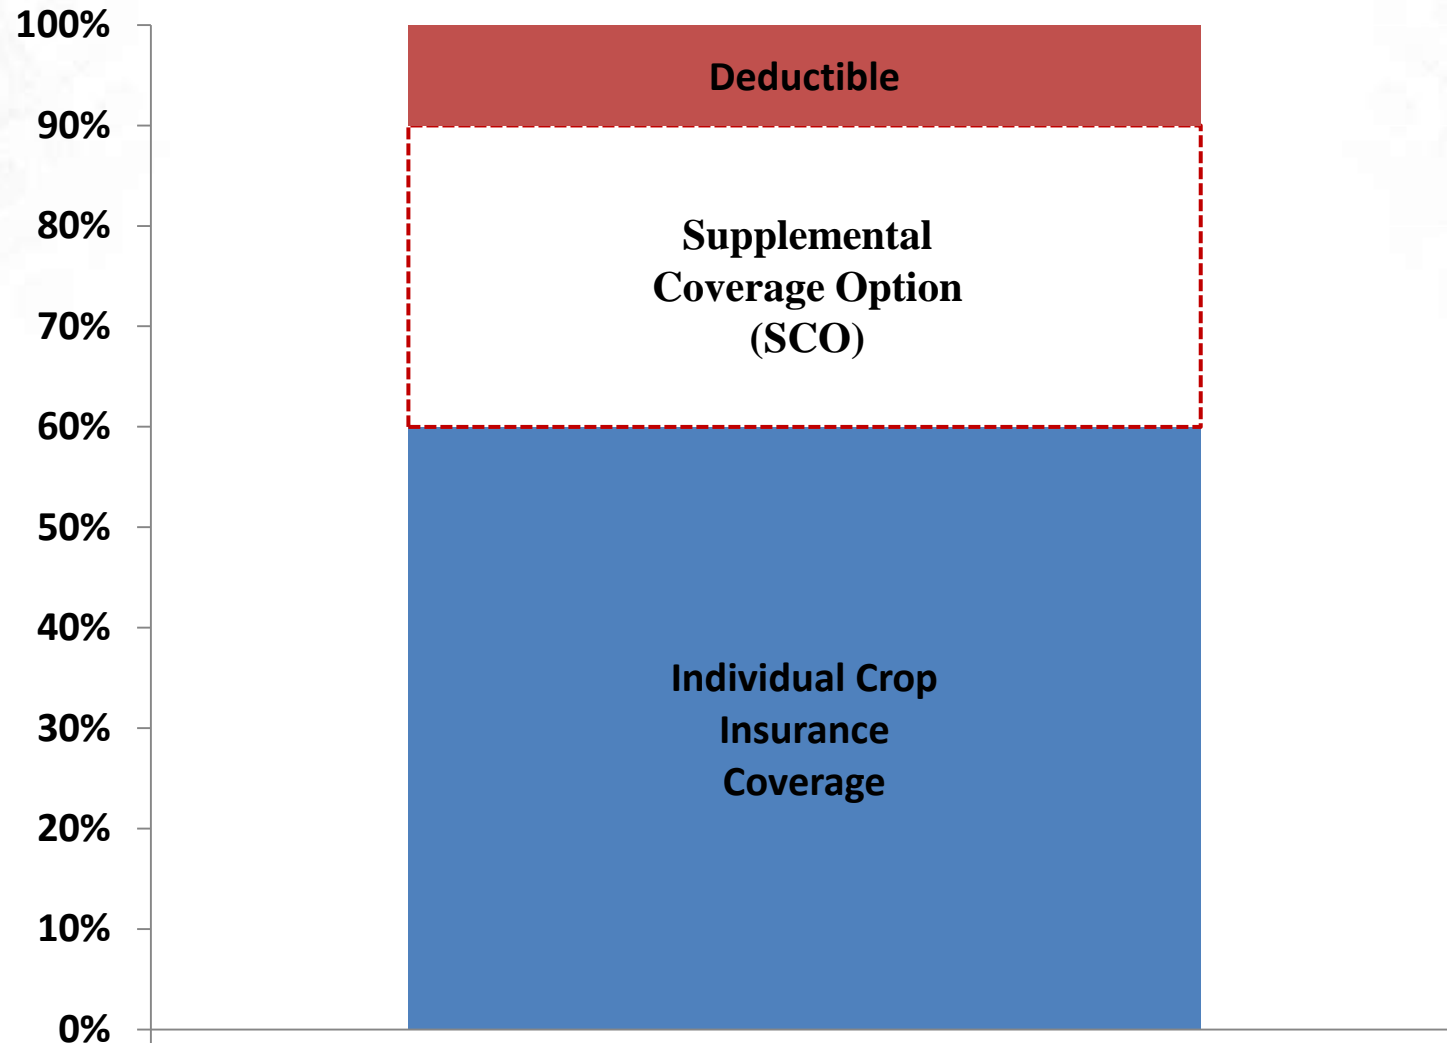 100%
Deductible
90%
80%
Supplemental
Coverage Option
(SCO)
70%
60%
50%
40%
Individual Crop
Insurance
Coverage
30%
20%
10%
0%